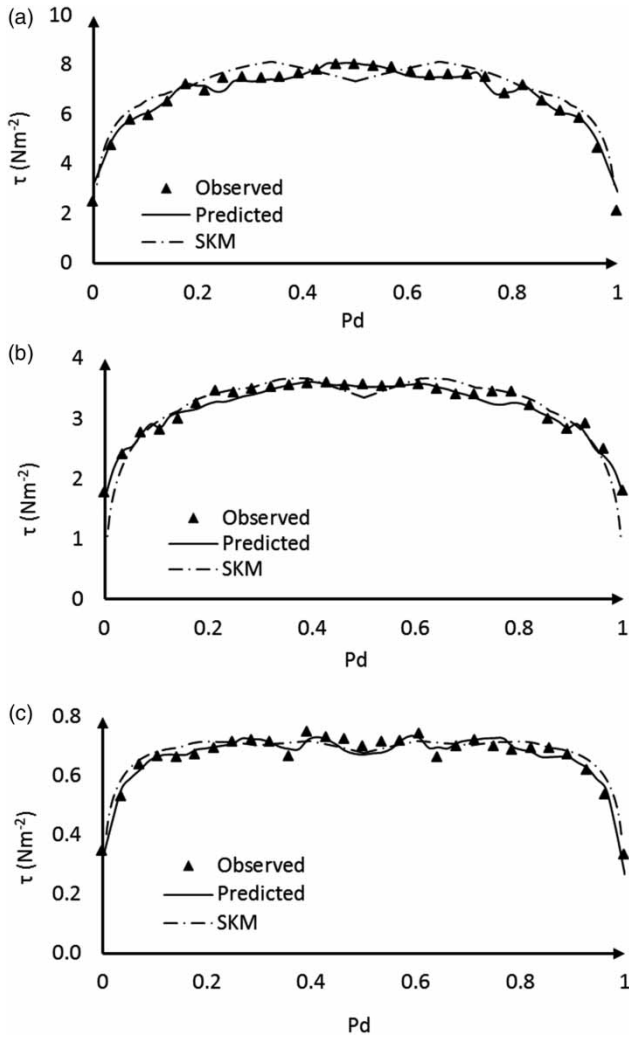 (a)
10
8
6
4
2
0
τ (Nm-2)
Observed
Predicted
SKM
0 0.2 0.4 0.6 0.8 1
Pd
(b)
4
3
2
1
0
τ (Nm-2)
Observed
Predicted
SKM
0 0.2 0.4 0.6 0.8 1
Pd
(c)
0.8
0.6
0.4
0.2
0.0
τ (Nm-2)
Observed
Predicted
SKM
0 0.2 0.4 0.6 0.8 1
Pd